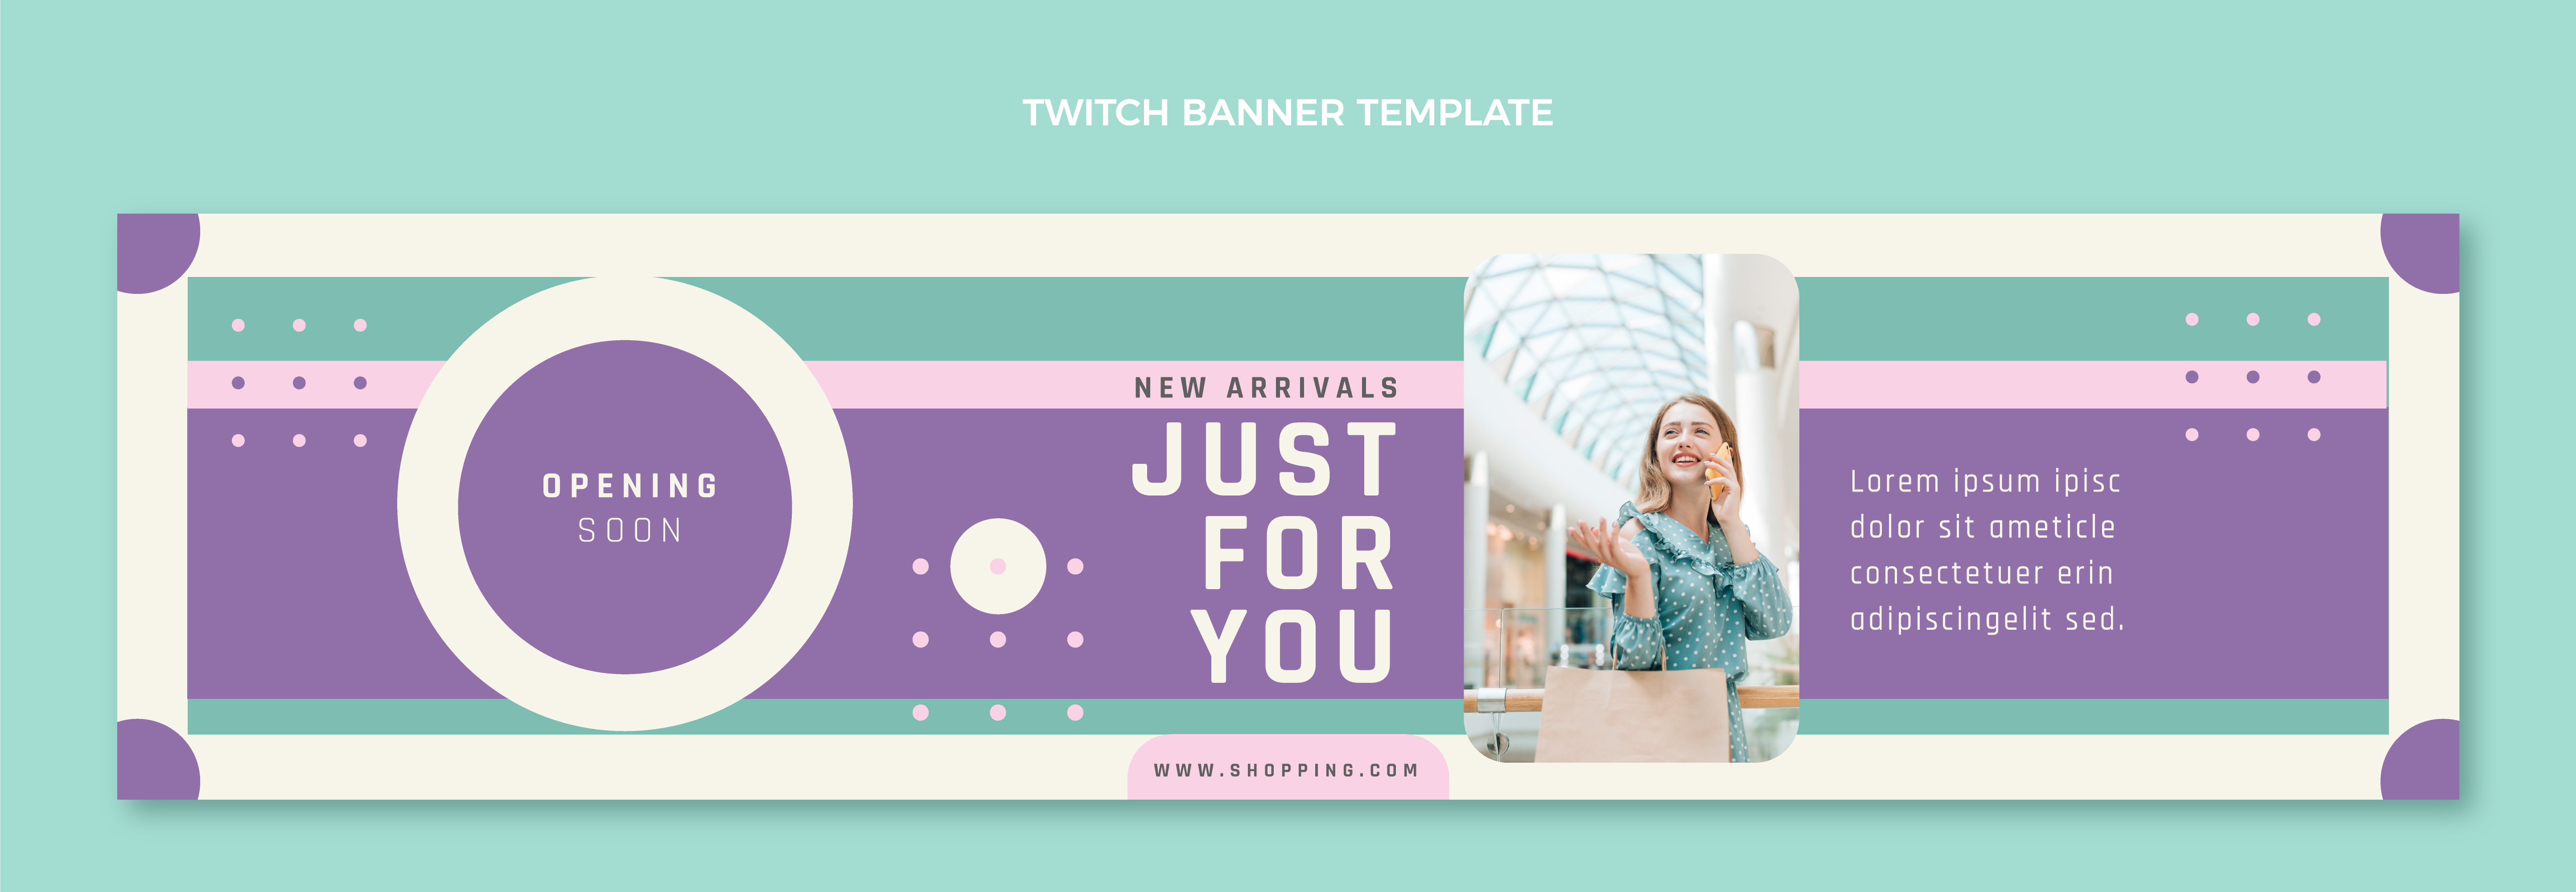 TWITCH BANNER TEMPLATE
OPENING
SOON
NEW ARRIVALS
JUST
FOR
YOU
Lorem ipsum ipisc
dolor sit ameticle
consectetuer erin
adipiscingelit sed.
WWW.SHOPPING.COM